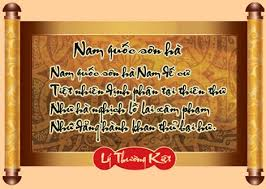 Nam quốc sơn hà
Nam quốc sơn hà Nam đế cư
Tiệt nhiên định phận tại thiên thư
Như hà nghịch lỗ lai xâm phạm
Nhữ đẳng hành khan thủ bại hư.
Lý Thường Kiệt